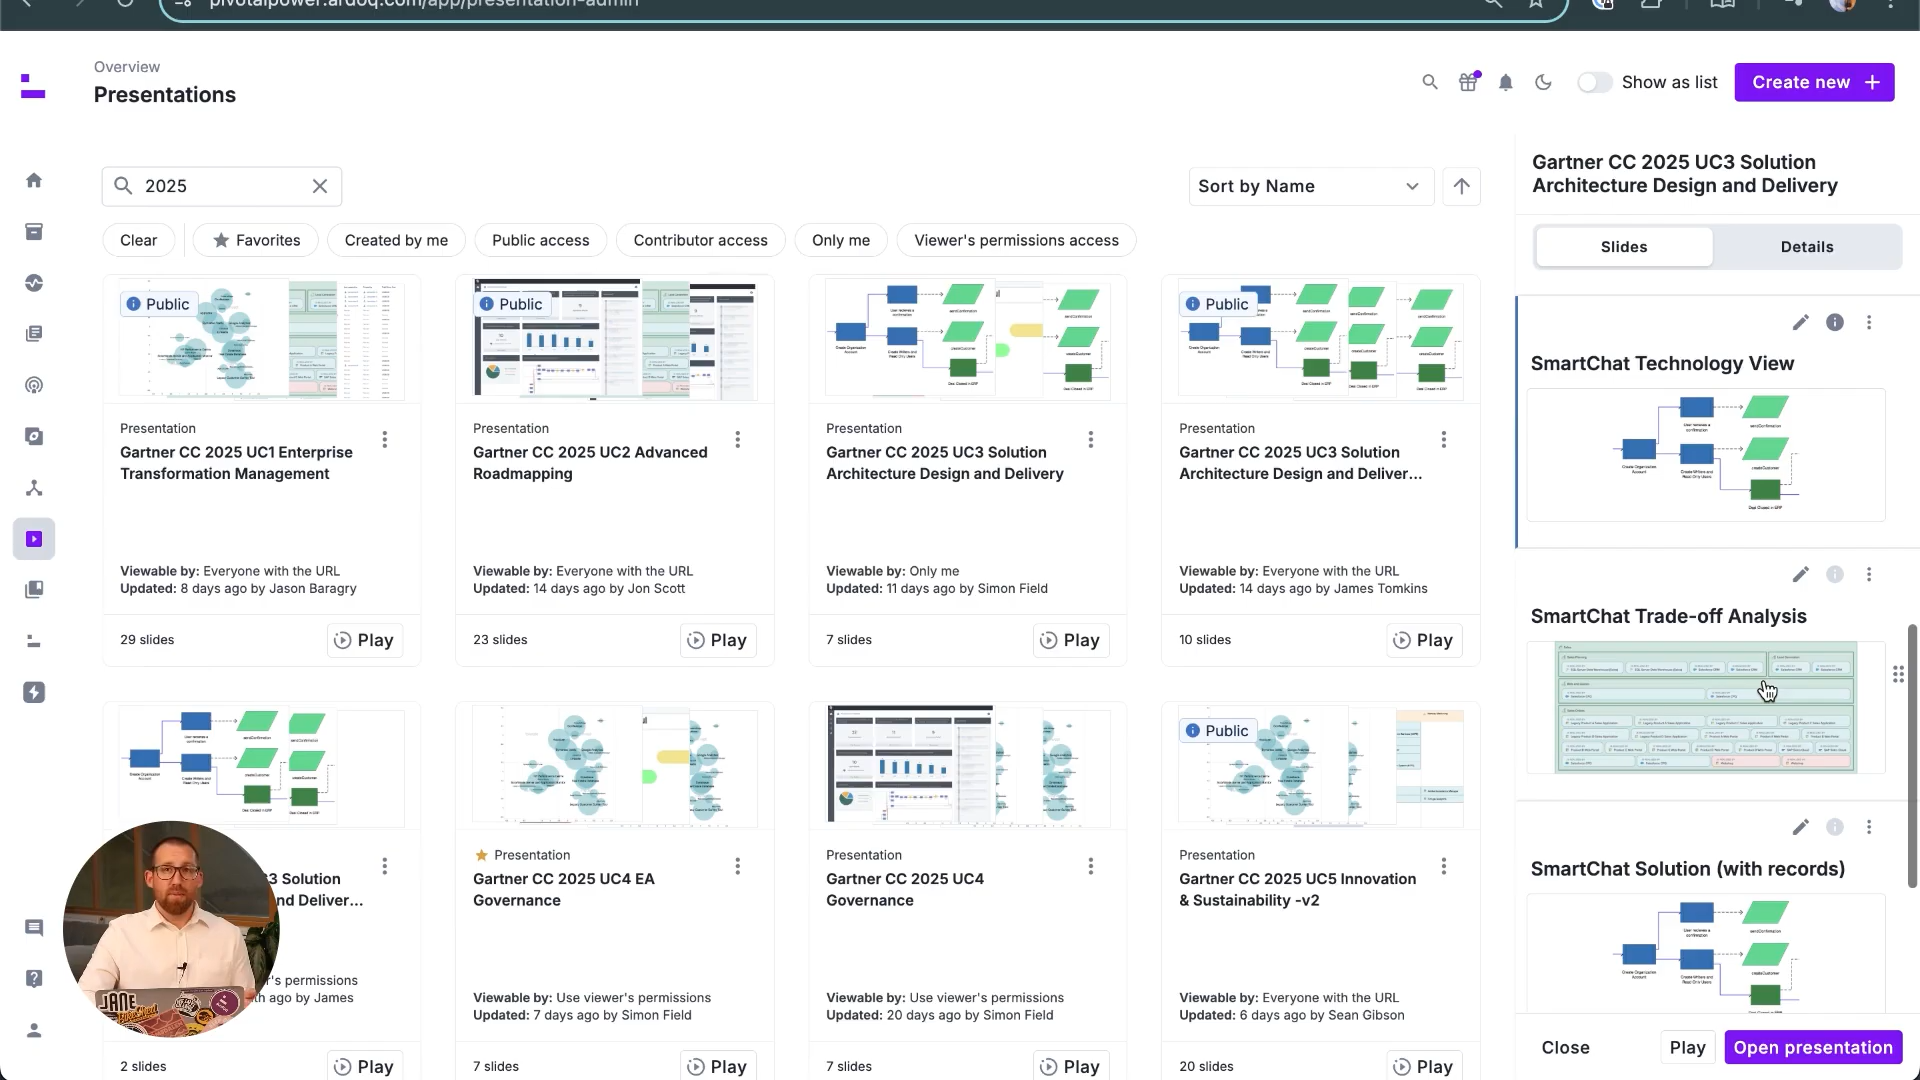 pivotalpower.ardoq.com/app/presentation-admin
Overview
Presentations
Show as list
Create new
2025
Sort by Name
Clear
Favorites
Created by me
Public access
Contributor access
Only me
Viewer's permissions access
Public
Presentation
Gartner CC 2025 UC1 Enterprise
Transformation Management
Viewable by: Everyone with the URL
Updated: 8 days ago by Jason Baragry
29 slides
Play
Public
Presentation
Gartner CC 2025 UC2 Advanced
Roadmapping
Viewable by: Everyone with the URL
Updated: 14 days ago by Jon Scott
23 slides
Play
Presentation
Gartner CC 2025 UC3 Solution
Architecture Design and Delivery
Viewable by: Only me
Updated: 11 days ago by Simon Field
7 slides
Play
Public
Presentation
Gartner CC 2025 UC3 Solution
Architecture Design and Deliver...
Viewable by: Everyone with the URL
Updated: 14 days ago by James Tomkins
10 slides
Play
3 Solution
nd Deliver...
r's permissions
th ago by James
JANE
2 slides
Play
Presentation
Gartner CC 2025 UC4 EA
Governance
Viewable by: Use viewer's permissions
Updated: 7 days ago by Simon Field
7 slides
Play
Presentation
Gartner CC 2025 UC4
Governance
Viewable by: Use viewer's permissions
Updated: 20 days ago by Simon Field
7 slides
Play
Public
Presentation
Gartner CC 2025 UC5 Innovation
& Sustainability -v2
Viewable by: Everyone with the URL
Updated: 6 days ago by Sean Gibson
20 slides
Play
Gartner CC 2025 UC3 Solution
Architecture Design and Delivery
Slides
Details
SmartChat Technology View
SmartChat Trade-off Analysis
SmartChat Solution (with records)
Close
Play
Open presentation